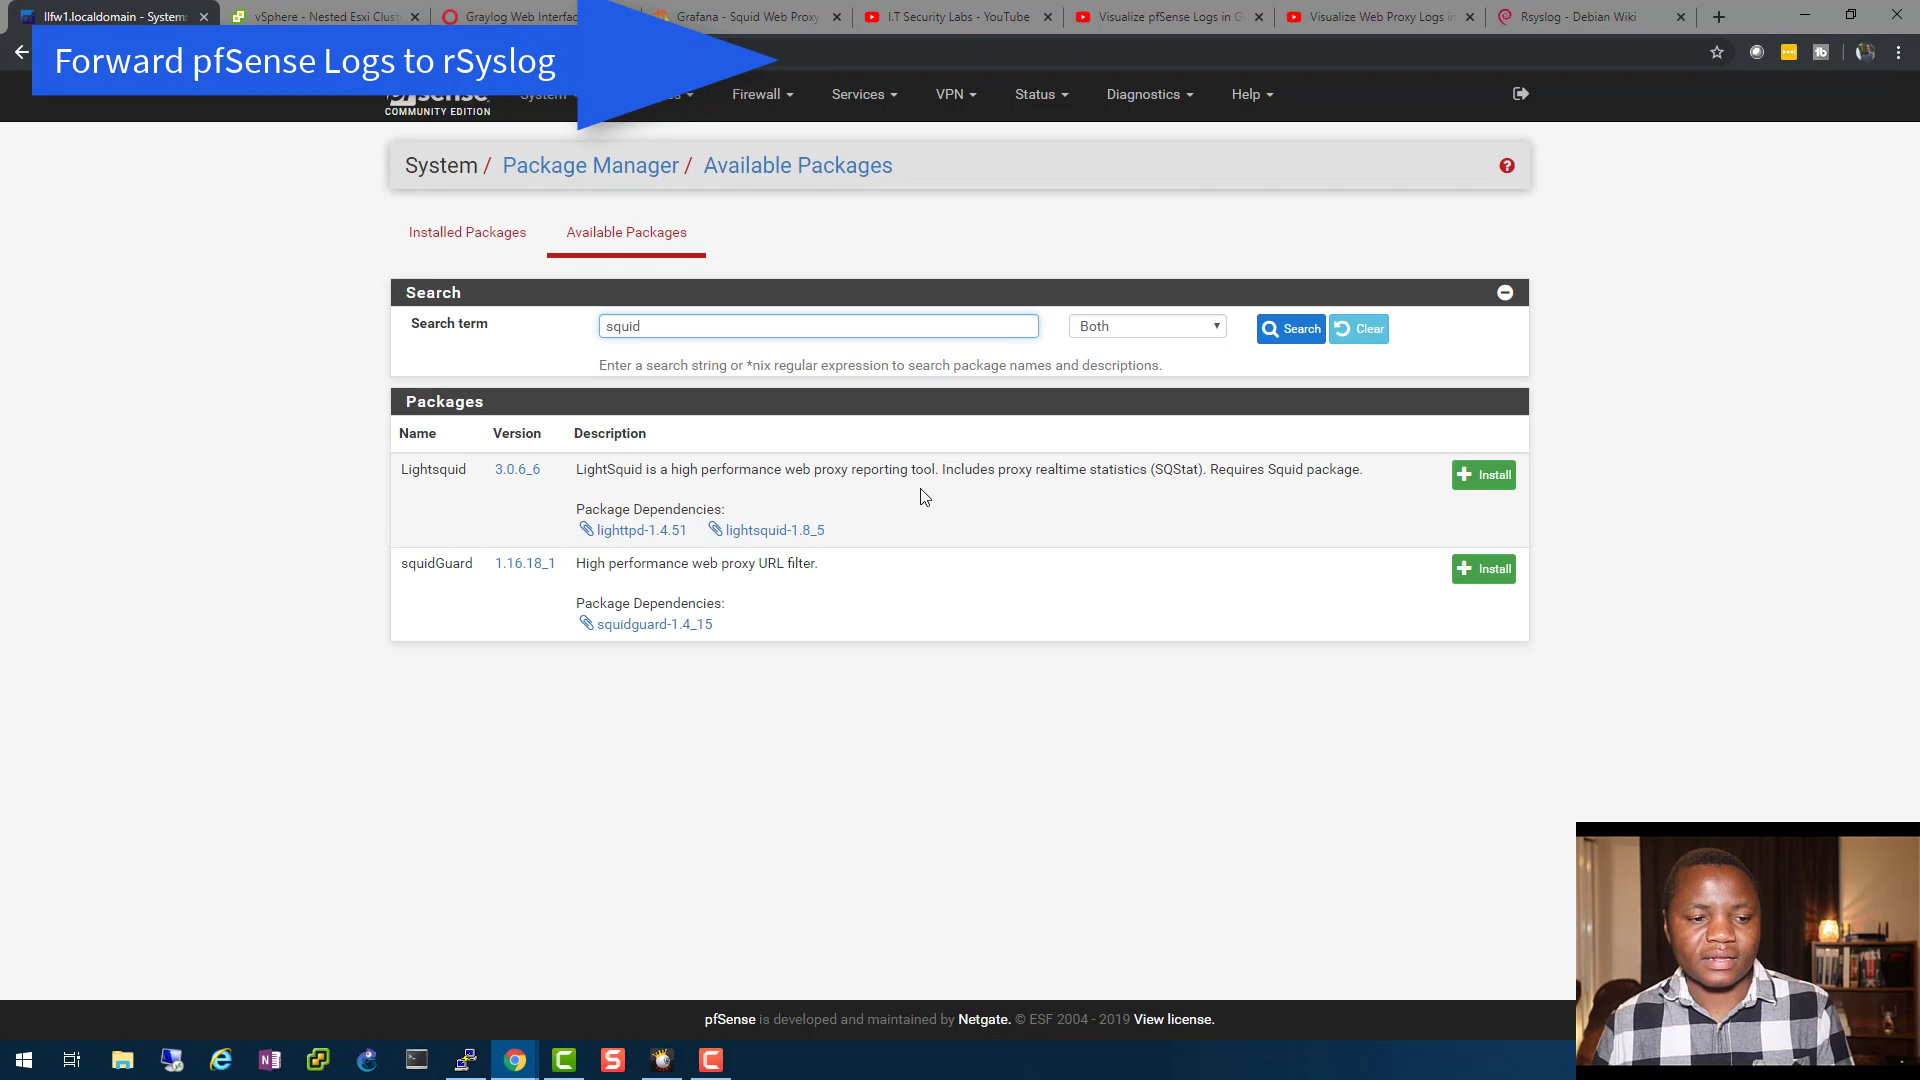 llfw1.localdomain - System:
vSphere - Nested Esxi Clust
Graylog Web Interfac
Grafana - Squid Web Proxy
I.T Security Labs - YouTube
Visualize pfSense Logs in G
Visualize Web Proxy Logs in
Rsyslog - Debian Wiki
Forward pfSense Logs to rSyslog
COMMUNITY EDITION
System
Firewall
Services
VPN
Status
Diagnostics
Help
System / Package Manager / Available Packages
Installed Packages
Available Packages
Search
Search term
squid
Both
Search
Clear
Enter a search string or *nix regular expression to search package names and descriptions.
Packages
Name Version Description
Lightsquid 3.0.6_6 LightSquid is a high performance web proxy reporting tool. Includes proxy realtime statistics (SQStat). Requires Squid package.
Install
Package Dependencies:
lighttpd-1.4.51 lightsquid-1.8_5
squidGuard 1.16.18_1 High performance web proxy URL filter.
Install
Package Dependencies:
squidguard-1.4_15
pfSense is developed and maintained by Netgate. © ESF 2004 - 2019 View license.